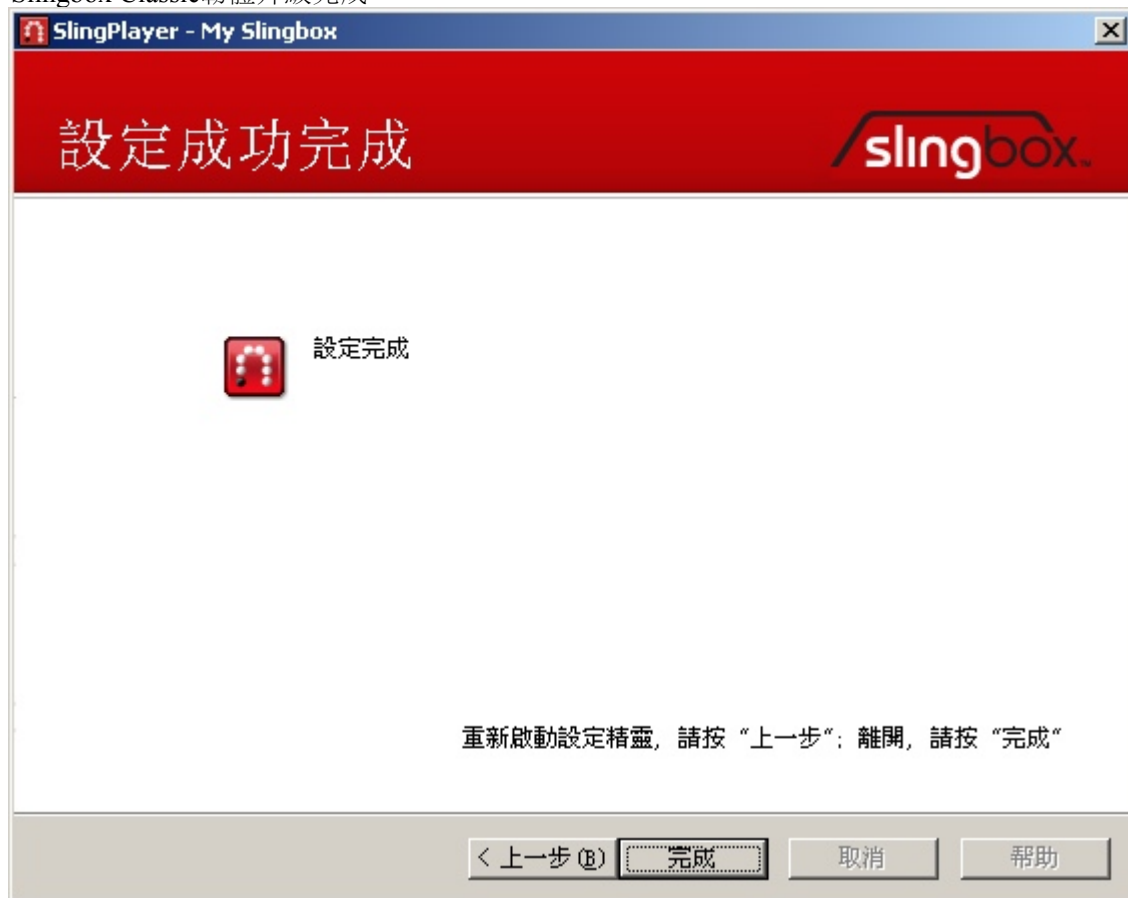 SlingPlayer - My Slingbox
設定成功完成
slingbox™
設定完成
重新啟動設定精靈, 請按 “上一步”; 離開, 請按 “完成”
< 上一步(B)
完成
取消
帮助